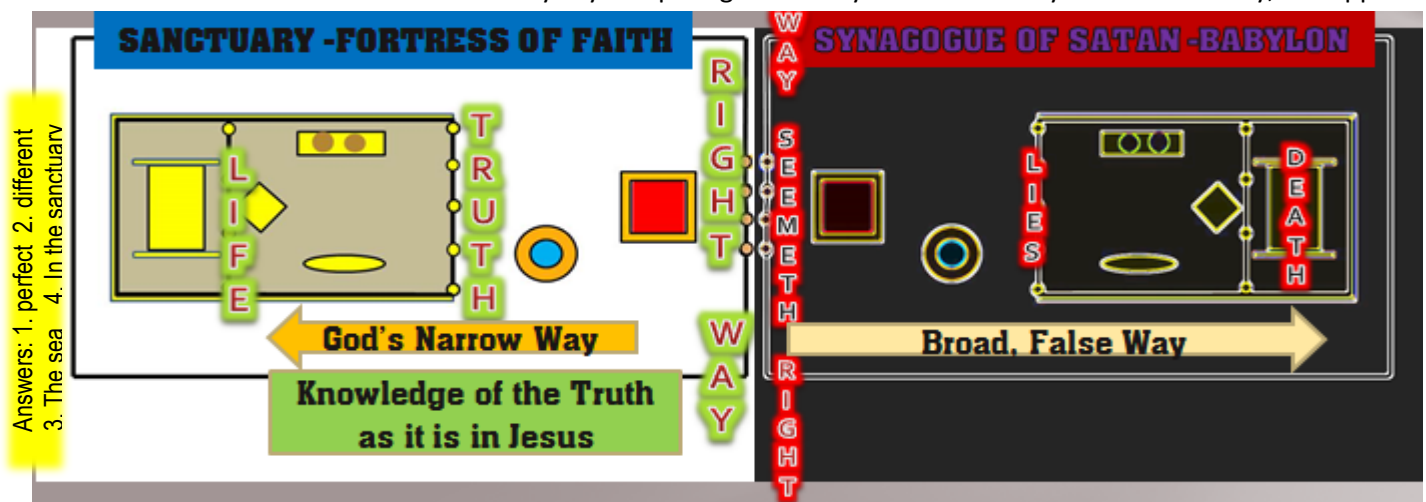 SANCTUARY -FORTRESS OF FAITH
SYNAGOGUE OF SATAN -BABYLON
Answers: 1. perfect 2. different
3. The sea 4. In the sanctuary
LIFE
TRUTH
RIGHT WAY
WAY SEEMETH RIGHT
LIES
DEATH
God's Narrow Way
Broad, False Way
Knowledge of the Truth
as it is in Jesus